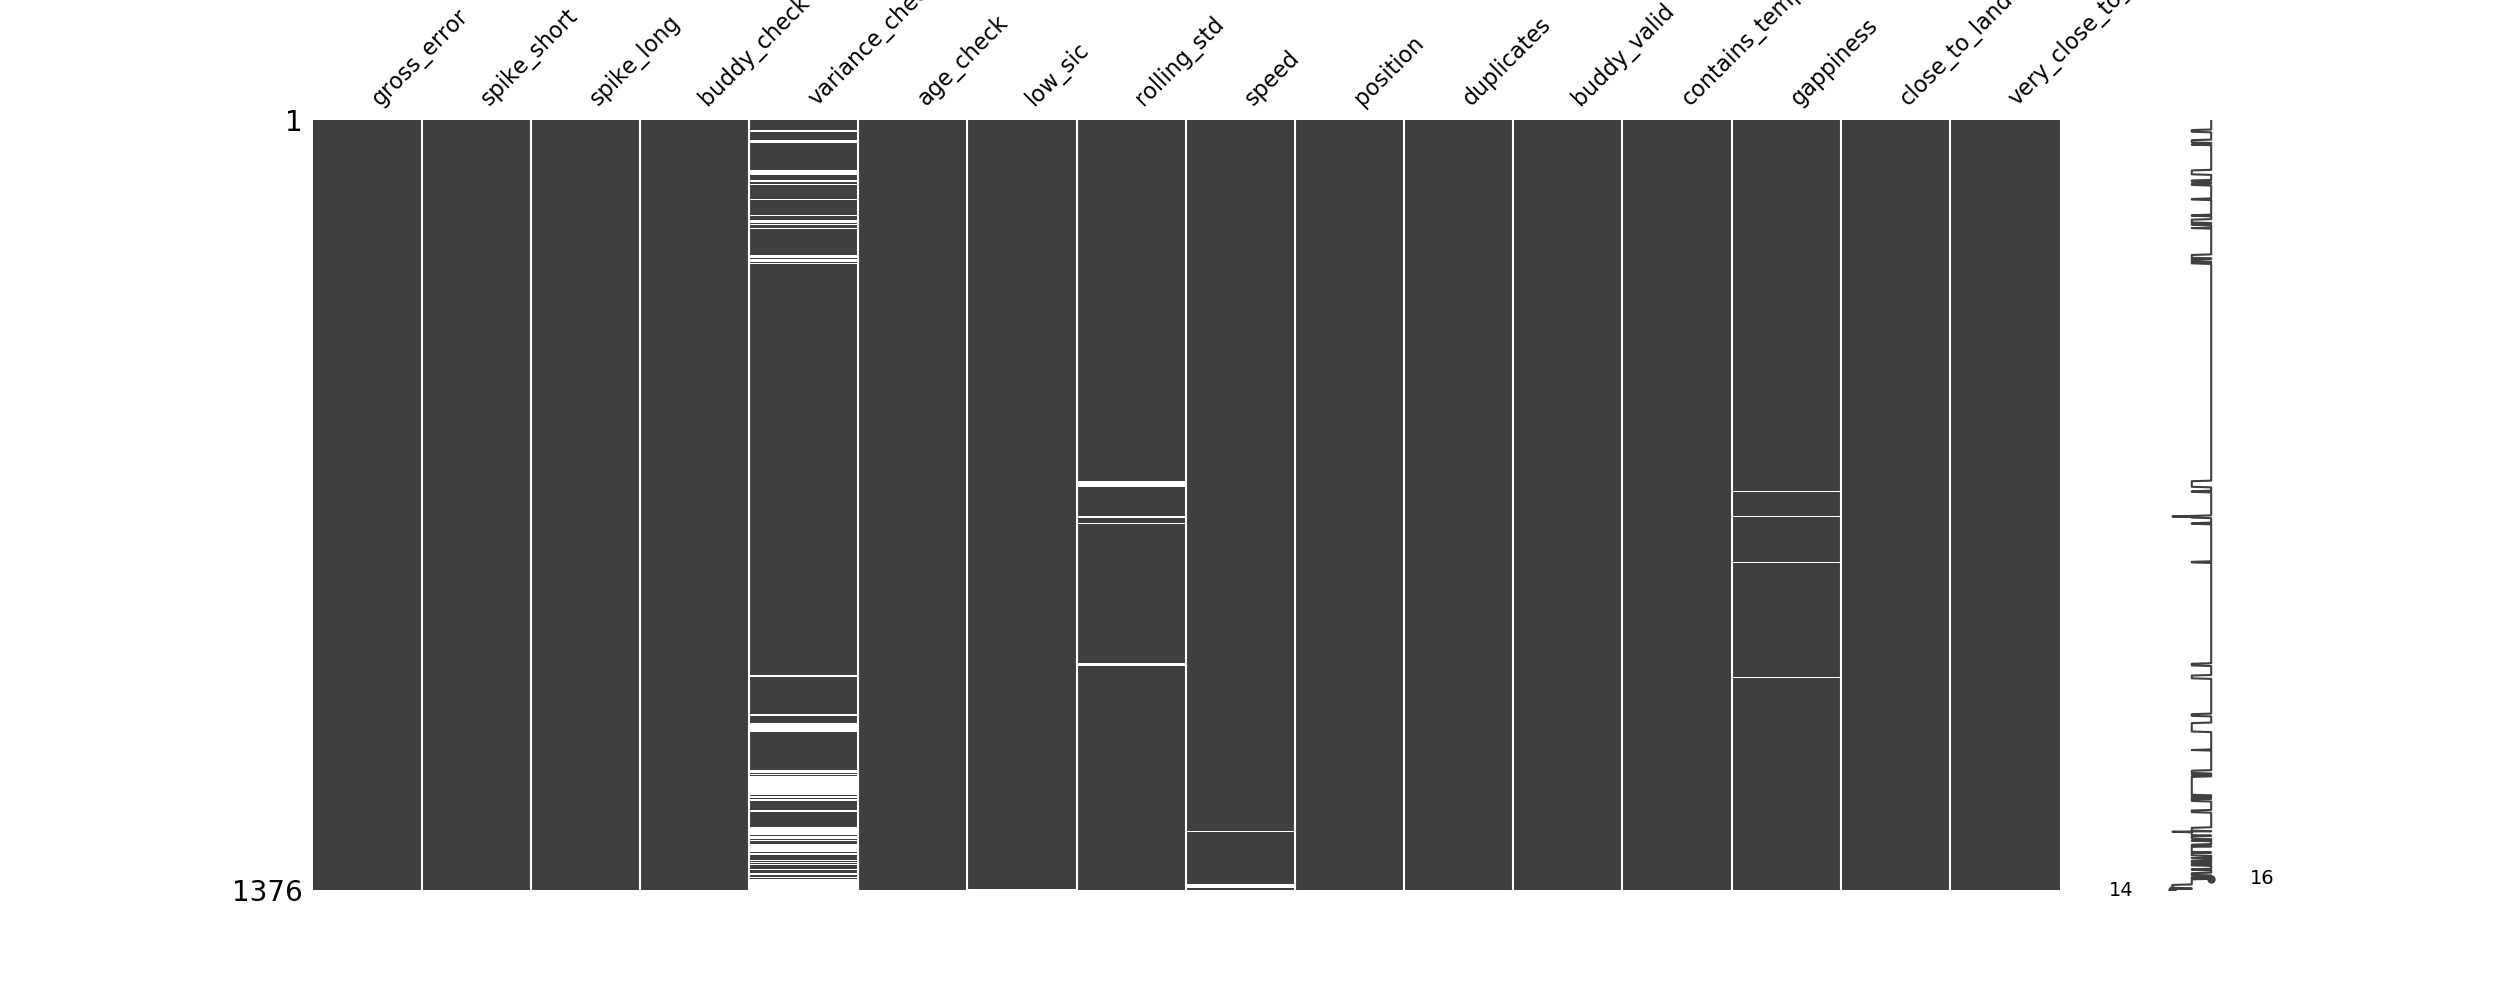 gross_error
spike_short
spike_long
buddy_check
age_check
low_sic
rolling_std
speed
position
duplicates
buddy_valid
gappiness
close_to_land
1
1376
14
16